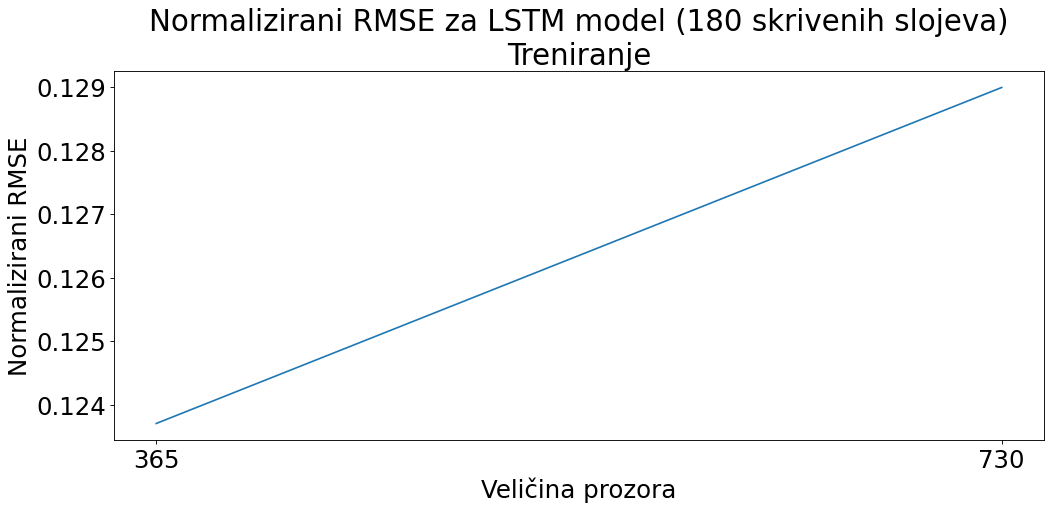 Normalizirani RMSE za LSTM model (180 skrivenih slojeva)
Treniranje
Normalizirani RMSE
0.129
0.128
0.127
0.126
0.125
0.124
365
730
Veličina prozora